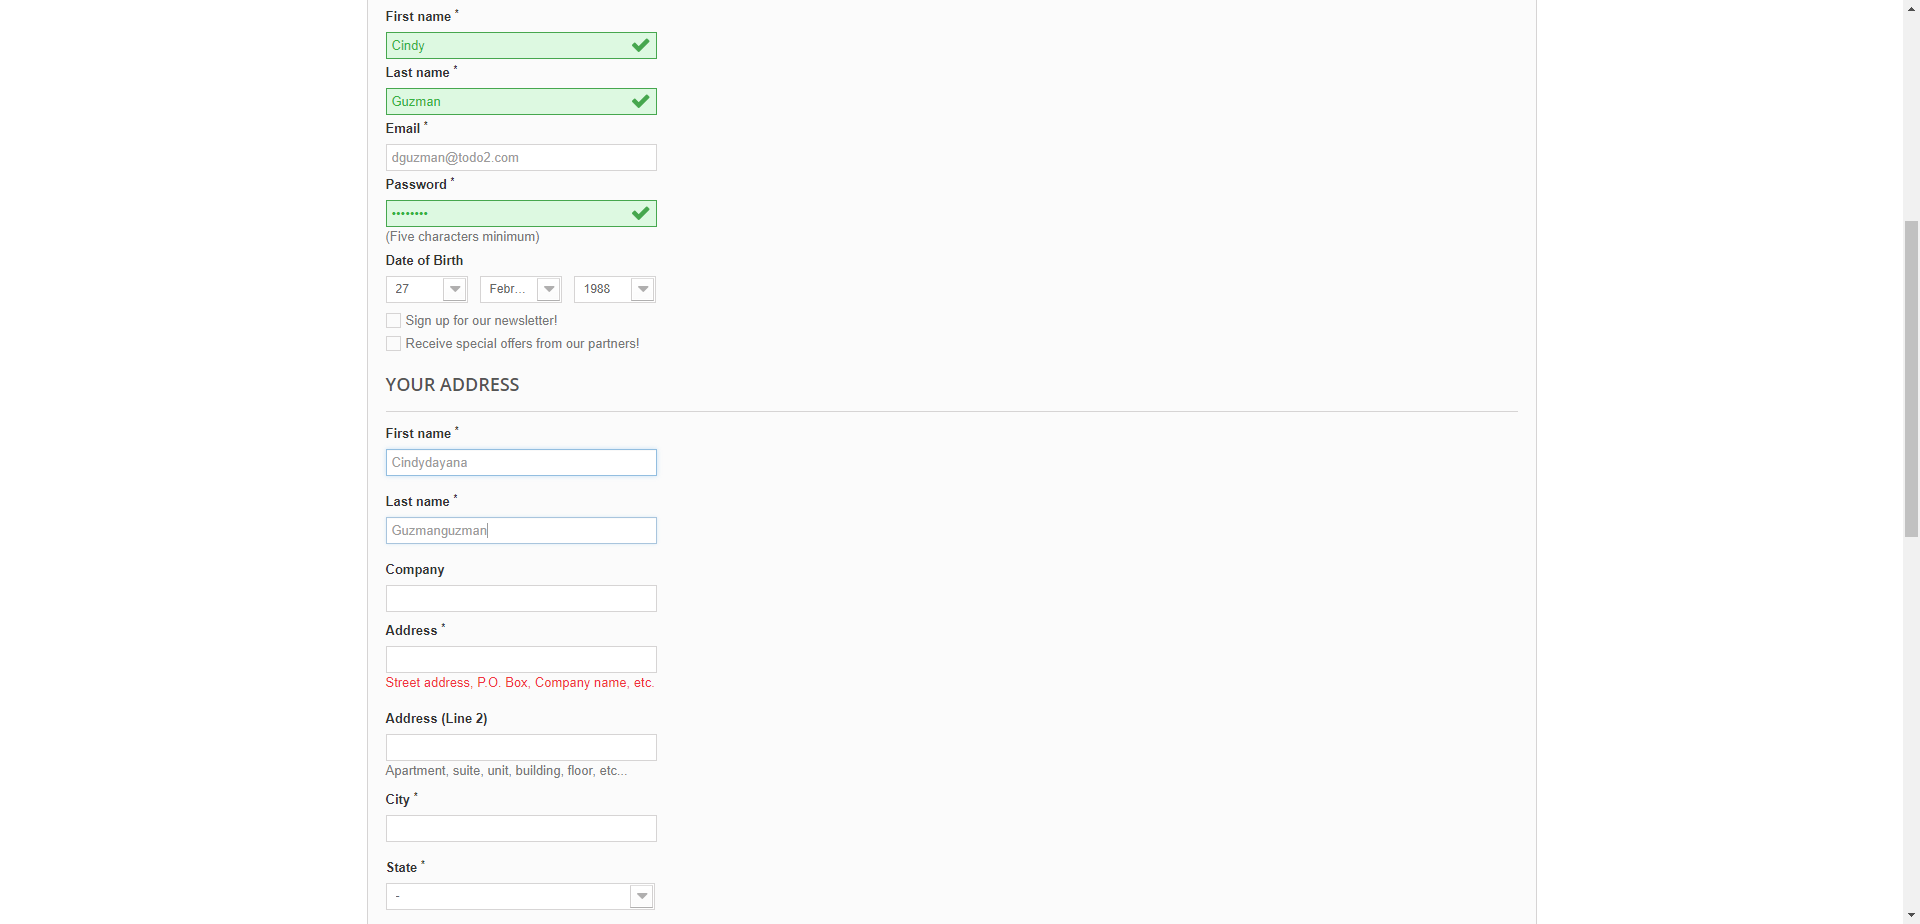 First name *
Cindy
Last name *
Guzman
Email *
dguzman@todo2.com
Password *
••••••••
(Five characters minimum)
Date of Birth
27 Febr... 1988
Sign up for our newsletter!
Receive special offers from our partners!
YOUR ADDRESS
First name *
Cindydayana
Last name *
Guzmanguzman
Company
Address *
Street address, P.O. Box, Company name, etc.
Address (Line 2)
Apartment, suite, unit, building, floor, etc...
City *
State *
-